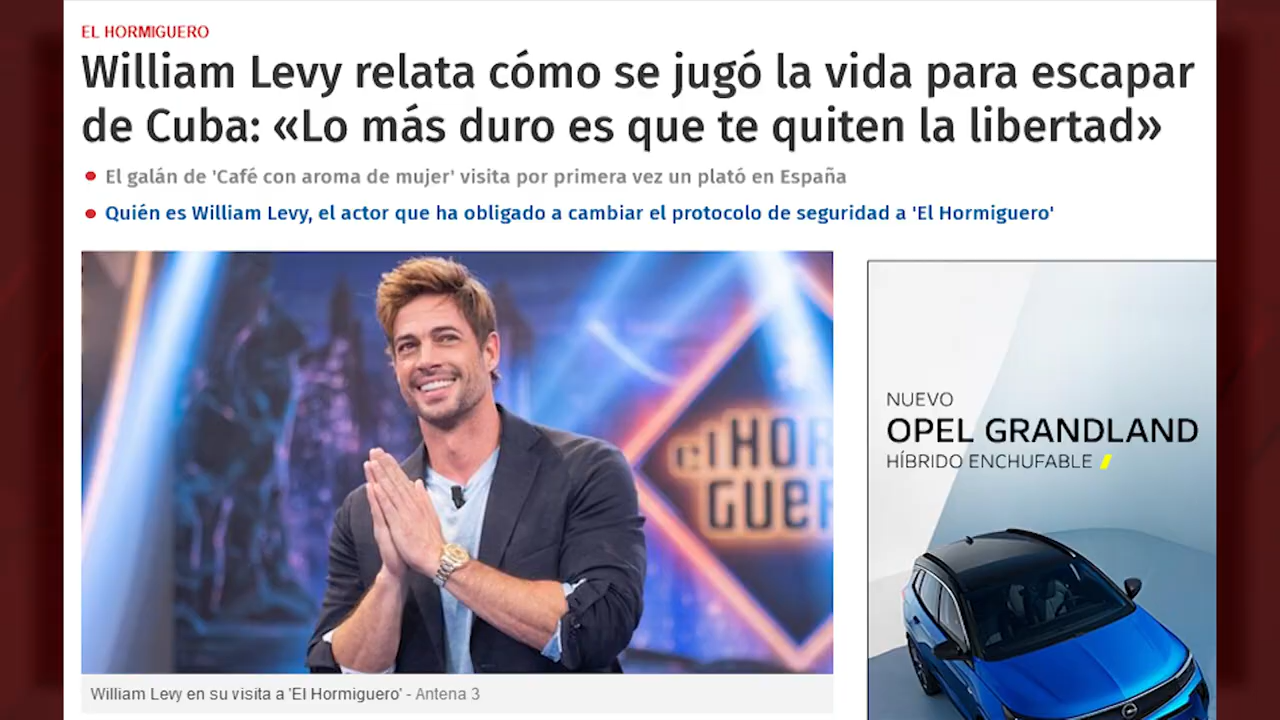 EL HORMIGUERO
William Levy relata cómo se jugó la vida para escapar
de Cuba: «Lo más duro es que te quiten la libertad»
El galán de 'Café con aroma de mujer' visita por primera vez un plató en España
Quién es William Levy, el actor que ha obligado a cambiar el protocolo de seguridad a 'El Hormiguero'
el HOR
GUER
William Levy en su visita a 'El Hormiguero' - Antena 3
NUEVO
OPEL GRANDLAND
HÍBRIDO ENCHUFABLE